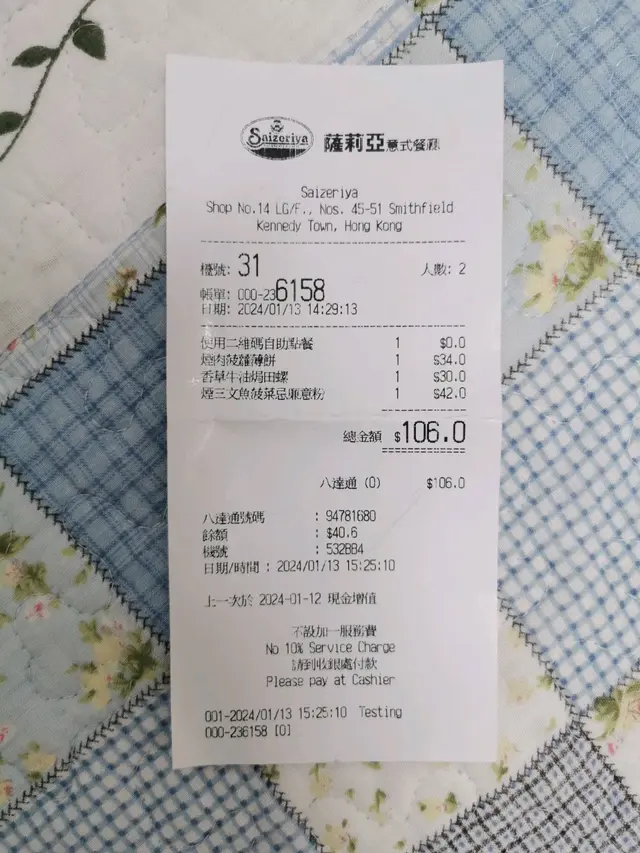 Saizeriya 薩莉亞意式餐廳
Saizeriya
Shop No.14 LG/F., Nos. 45-51 Smithfield
Kennedy Town, Hong Kong
檯號: 31 人數: 2
帳單: 000-236158
日期: 2024/01/13 14:29:13
使用二維碼自助點餐 1 $0.0
煙肉菠蘿薄餅 1 $34.0
香草牛油焗田螺 1 $30.0
煙三文魚菠菜忌廉意粉 1 $42.0
總金額 $106.0
八達通 (0) $106.0
八達通號碼 : 94781680
餘額 : $40.6
機號 : 532BB4
日期/時間 : 2024/01/13 15:25:10
上一次於 2024-01-12 現金增值
不設加一服務費
No 10% Service Charge
請到收銀處付款
Please pay at Cashier
001-2024/01/13 15:25:10 Testing
000-236158 [0]